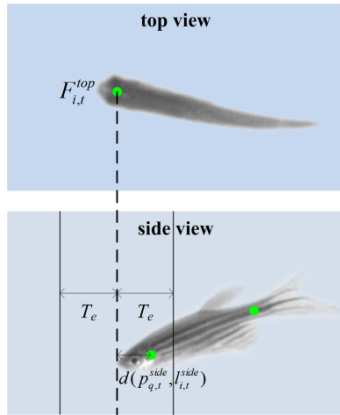 top view
F_{i,t}^{top}
side view
T_e T_e
d(p_{q,t}^{side}, l_{i,t}^{side})